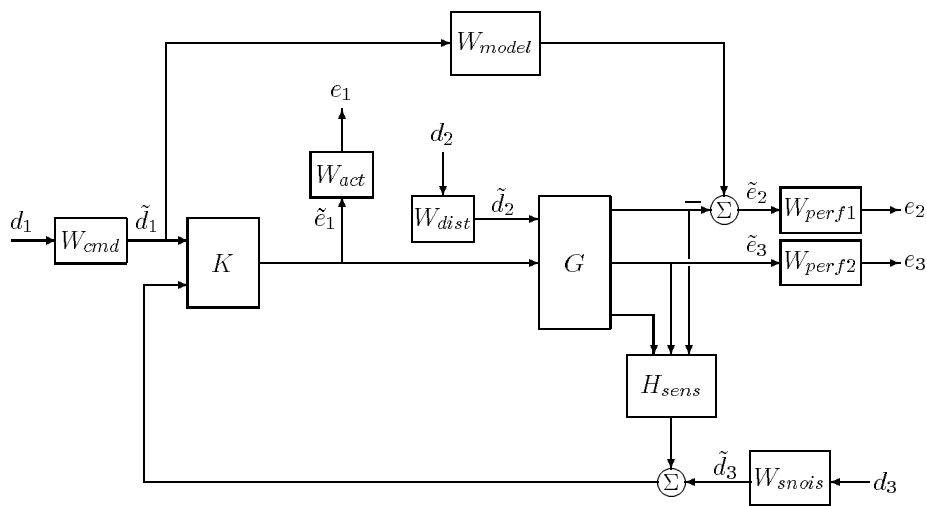 W_model
e_1
d_2
W_act
ẽ_1
d_1
W_cmd
d̃_1
K
W_dist
d̃_2
G
−
Σ
ẽ_2
W_perf1
e_2
ẽ_3
W_perf2
e_3
H_sens
Σ
d̃_3
W_snois
d_3